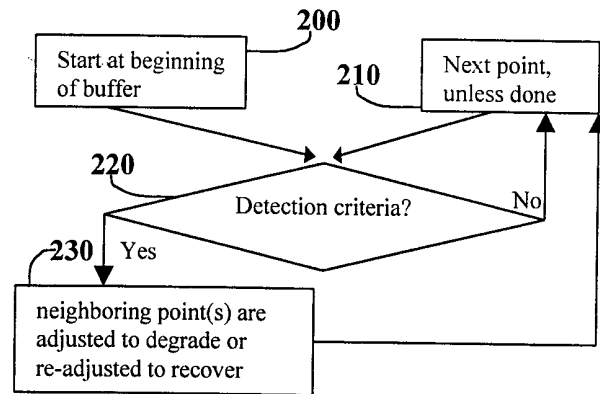 200
Start at beginning
of buffer
210
Next point,
unless done
220
Detection criteria?
No
Yes
230
neighboring point(s) are
adjusted to degrade or
re-adjusted to recover